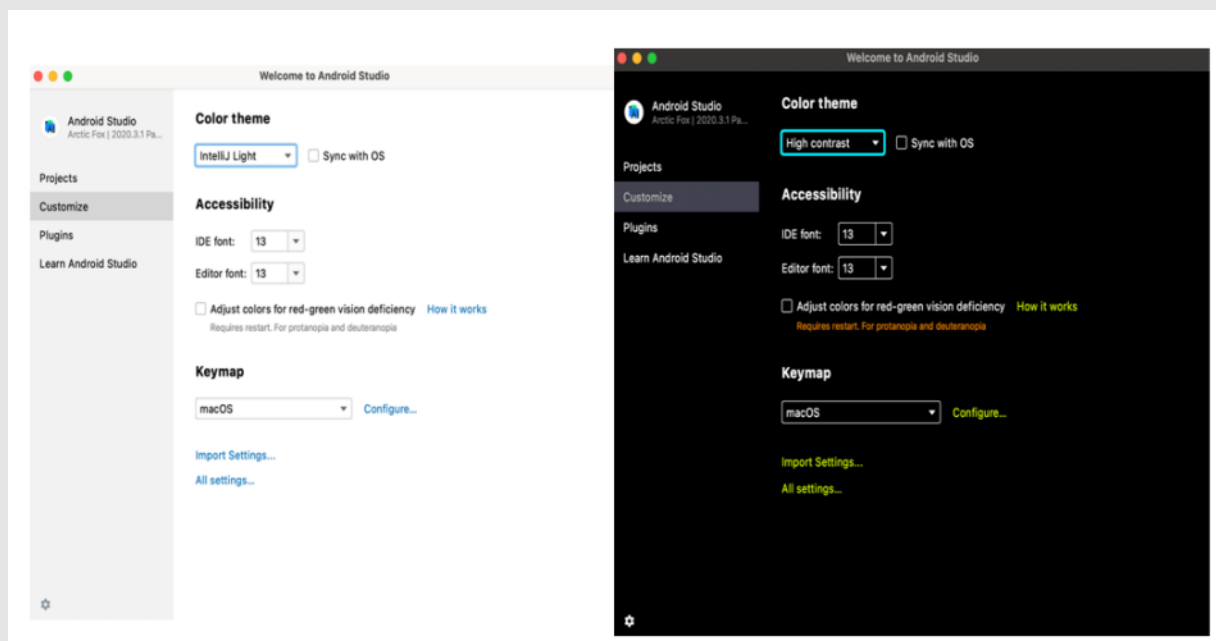 Welcome to Android Studio
Android Studio
Arctic Fox | 2020.3.1 Pa...
Projects
Customize
Plugins
Learn Android Studio
Color theme
IntelliJ Light
Sync with OS
Accessibility
IDE font: 13
Editor font: 13
Adjust colors for red-green vision deficiency How it works
Requires restart. For protanopia and deuteranopia
Keymap
macOS Configure...
Import Settings...
All settings...
Welcome to Android Studio
Android Studio
Arctic Fox | 2020.3.1 Pa...
Projects
Customize
Plugins
Learn Android Studio
Color theme
High contrast
Sync with OS
Accessibility
IDE font: 13
Editor font: 13
Adjust colors for red-green vision deficiency How it works
Requires restart. For protanopia and deuteranopia
Keymap
macOS Configure...
Import Settings...
All settings...